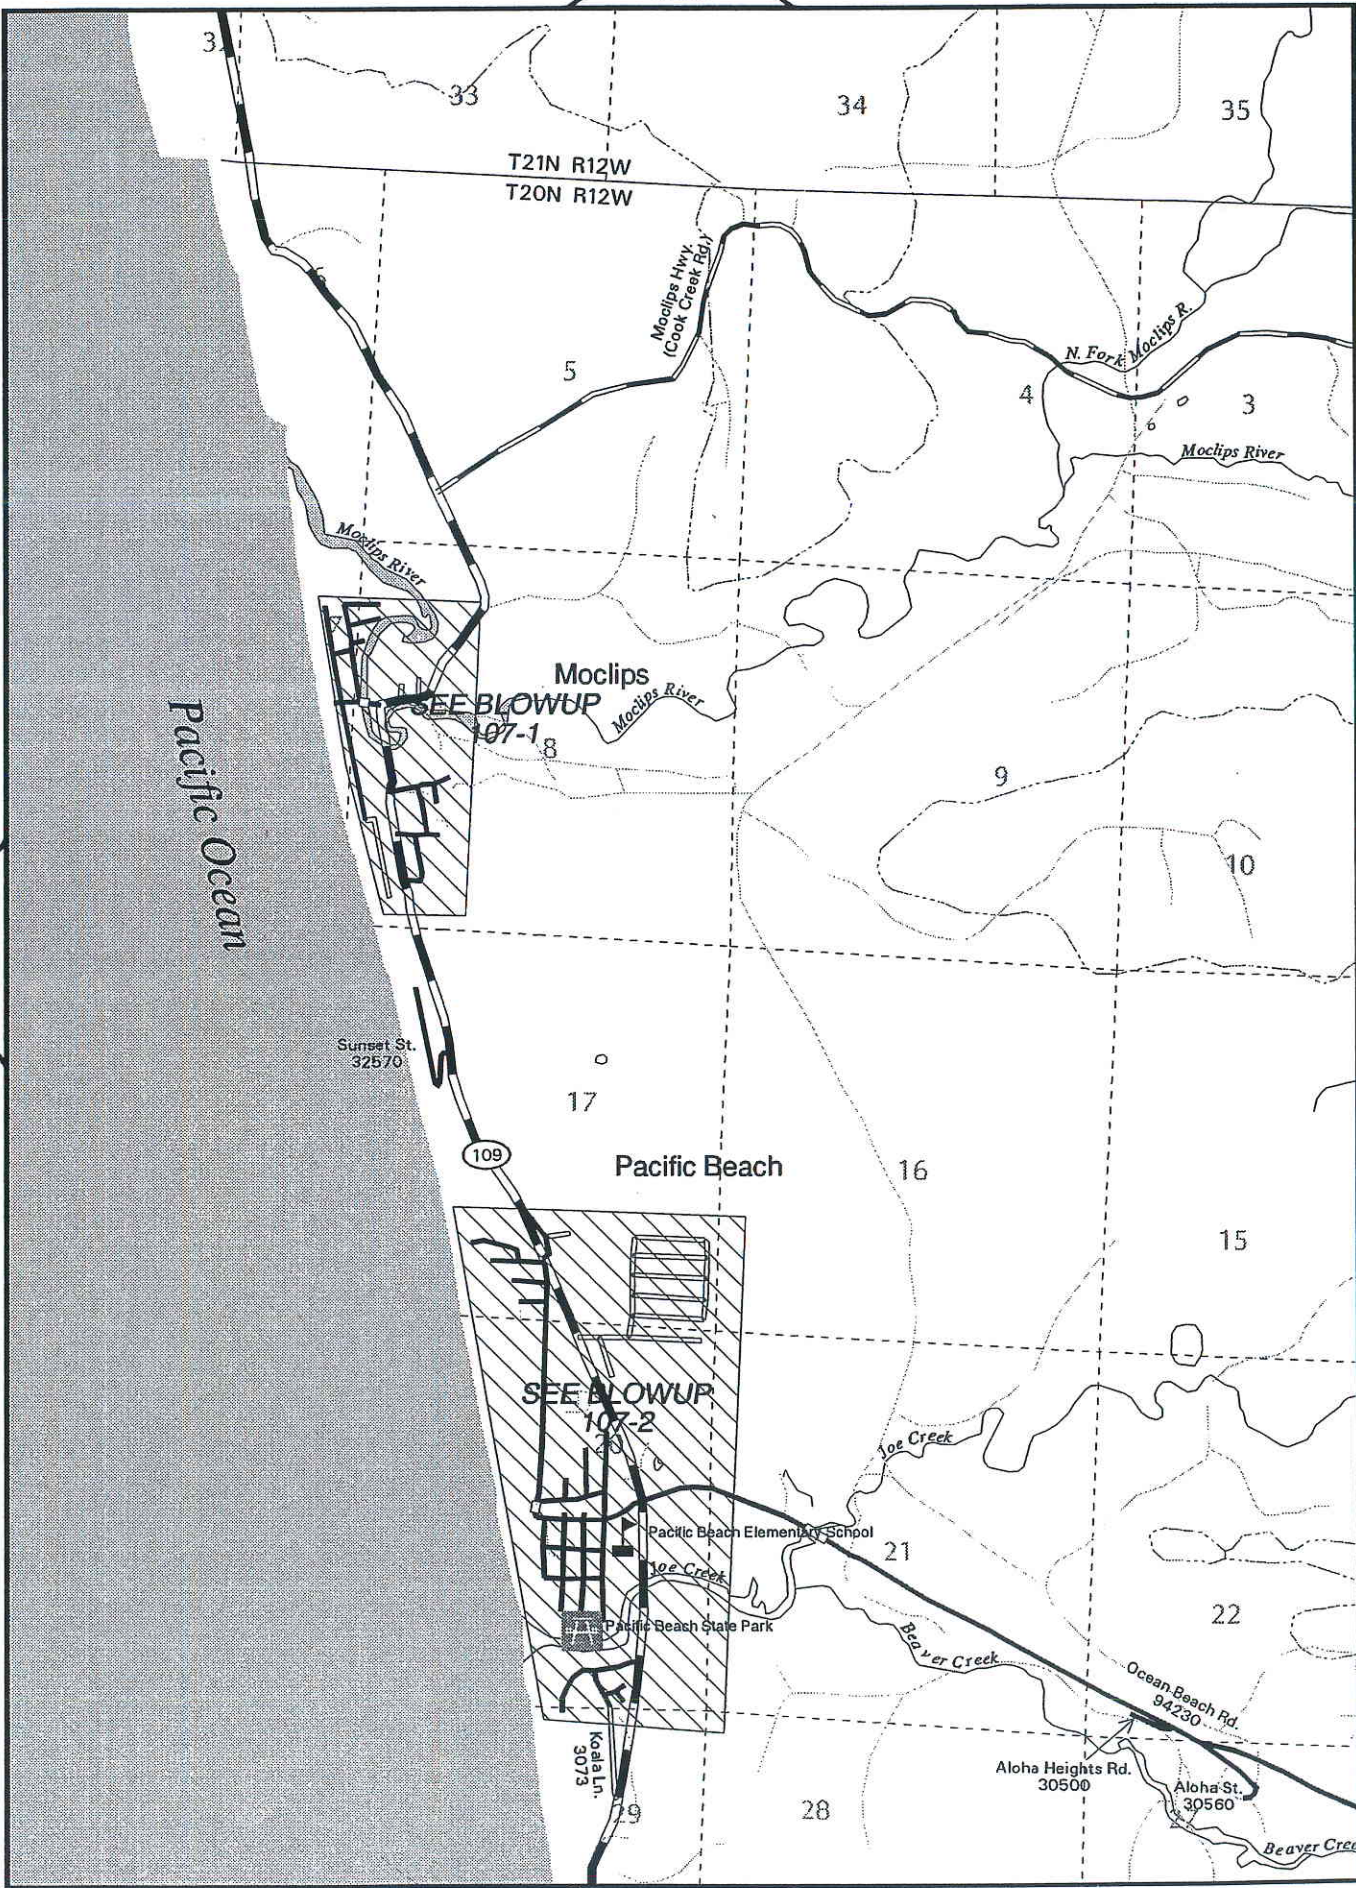 33
34
35
T21N R12W
T20N R12W
6
Moclips Hwy.
(Cook Creek Rd.)
N. Fork Moclips R.
5
4
3
Moclips River
Moclips River
Moclips
SEE BLOWUP
107-1
Moclips River
8
9
10
Pacific Ocean
Sunset St.
32570
17
109
Pacific Beach
16
15
SEE BLOWUP
107-2
20
Joe Creek
Pacific Beach Elementary School
21
Joe Creek
22
Pacific Beach State Park
Beaver Creek
Ocean Beach Rd.
94230
Koala Ln.
3073
Aloha Heights Rd.
30500
Aloha St.
30560
29
28